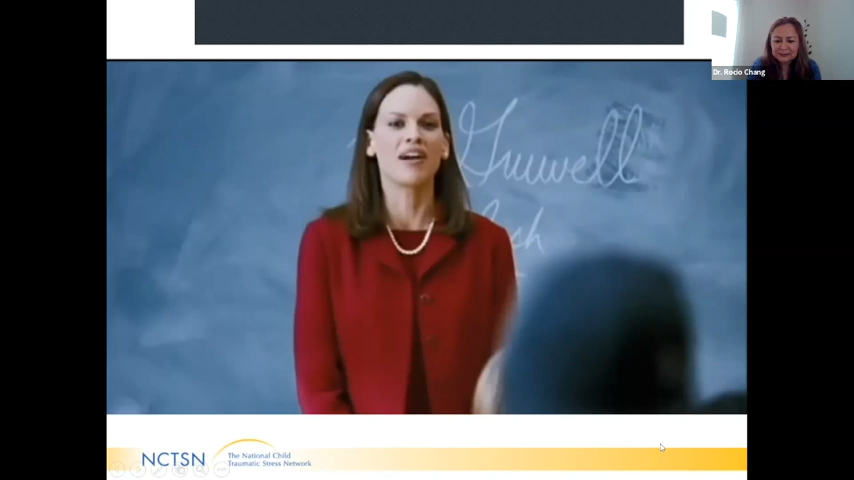 Dr. Rocio Chang
Gruwell
NCTSN
The National Child
Traumatic Stress Network